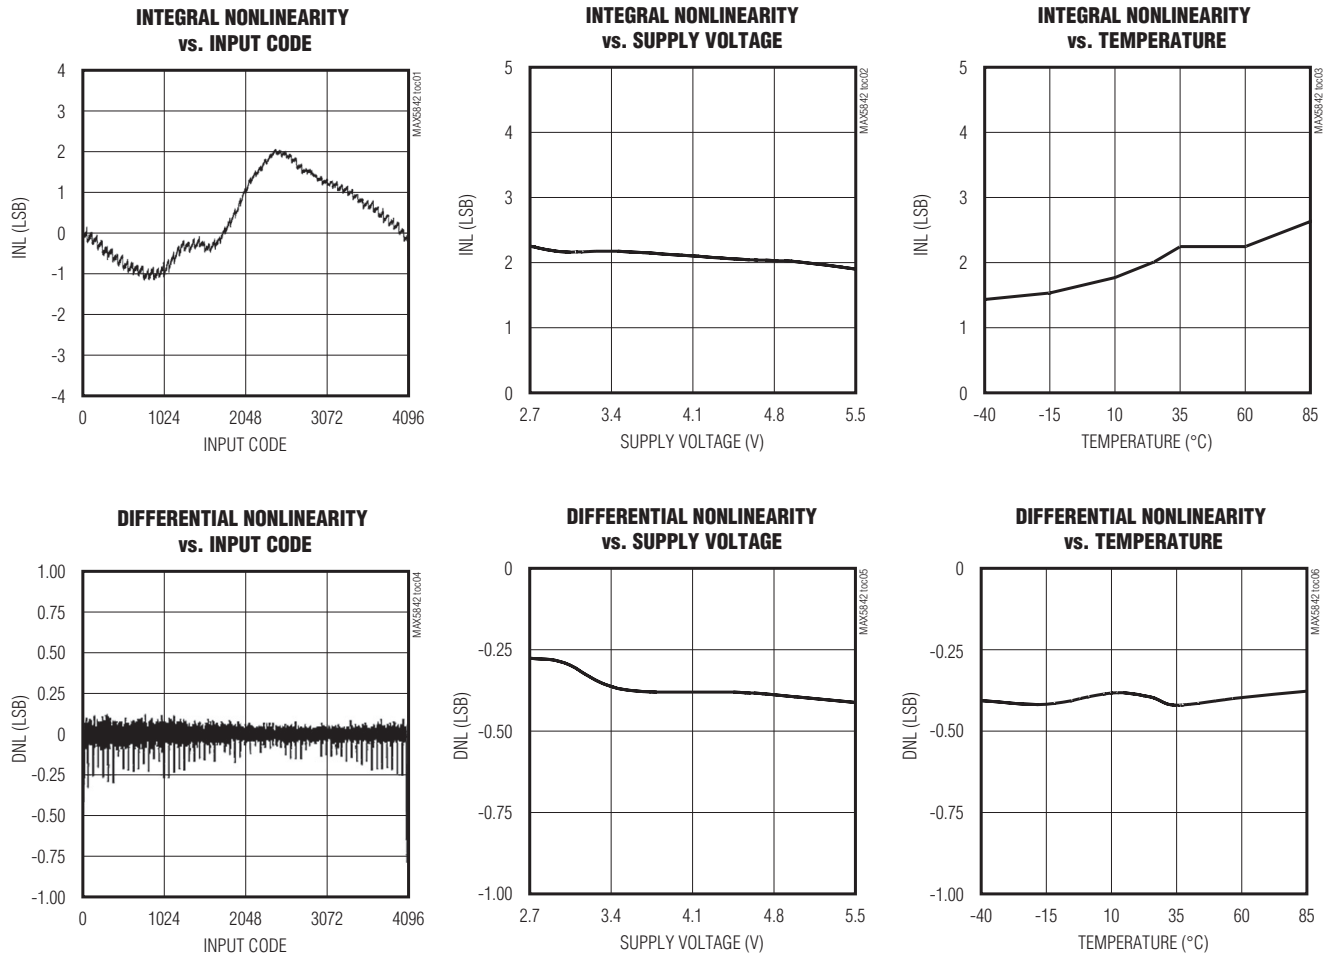 INTEGRAL NONLINEARITY
vs. INPUT CODE
4
3
2
1
0
-1
-2
-3
-4
INL (LSB)
0 1024 2048 3072 4096
INPUT CODE
MAX5842 toc01
INTEGRAL NONLINEARITY
vs. SUPPLY VOLTAGE
5
4
3
2
1
0
INL (LSB)
2.7 3.4 4.1 4.8 5.5
SUPPLY VOLTAGE (V)
MAX5842 toc02
INTEGRAL NONLINEARITY
vs. TEMPERATURE
5
4
3
2
1
0
INL (LSB)
-40 -15 10 35 60 85
TEMPERATURE (°C)
MAX5842 toc03
DIFFERENTIAL NONLINEARITY
vs. INPUT CODE
1.00
0.75
0.50
0.25
0
-0.25
-0.50
-0.75
-1.00
DNL (LSB)
0 1024 2048 3072 4096
INPUT CODE
MAX5842 toc04
DIFFERENTIAL NONLINEARITY
vs. SUPPLY VOLTAGE
0
-0.25
-0.50
-0.75
-1.00
DNL (LSB)
2.7 3.4 4.1 4.8 5.5
SUPPLY VOLTAGE (V)
MAX5842 toc05
DIFFERENTIAL NONLINEARITY
vs. TEMPERATURE
0
-0.25
-0.50
-0.75
-1.00
DNL (LSB)
-40 -15 10 35 60 85
TEMPERATURE (°C)
MAX5842 toc06